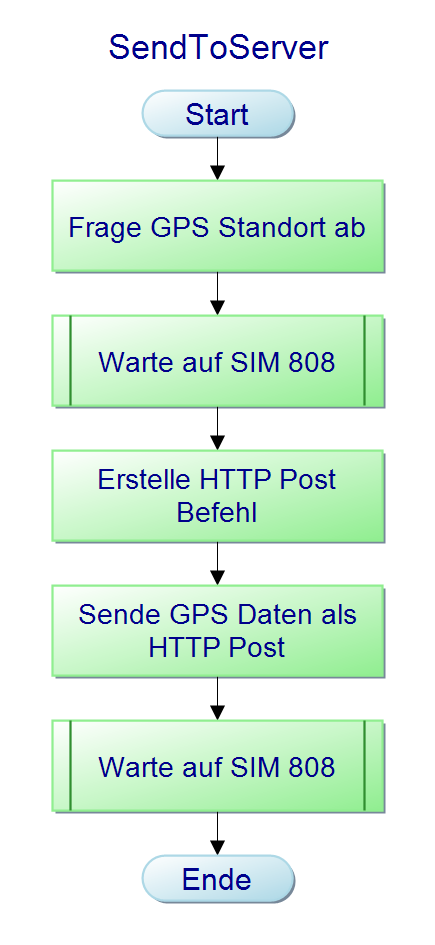 SendToServer
Start
Frage GPS Standort ab
Warte auf SIM 808
Erstelle HTTP Post
Befehl
Sende GPS Daten als
HTTP Post
Warte auf SIM 808
Ende